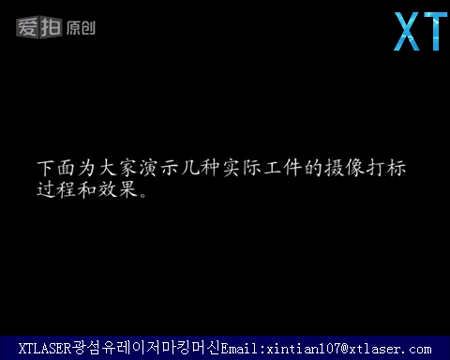 爱拍原创
XT
下面为大家演示几种实际工件的摄像打标
过程和效果。
XTLASER광섬유레이저마킹머신Email:xintian107@xtlaser.com